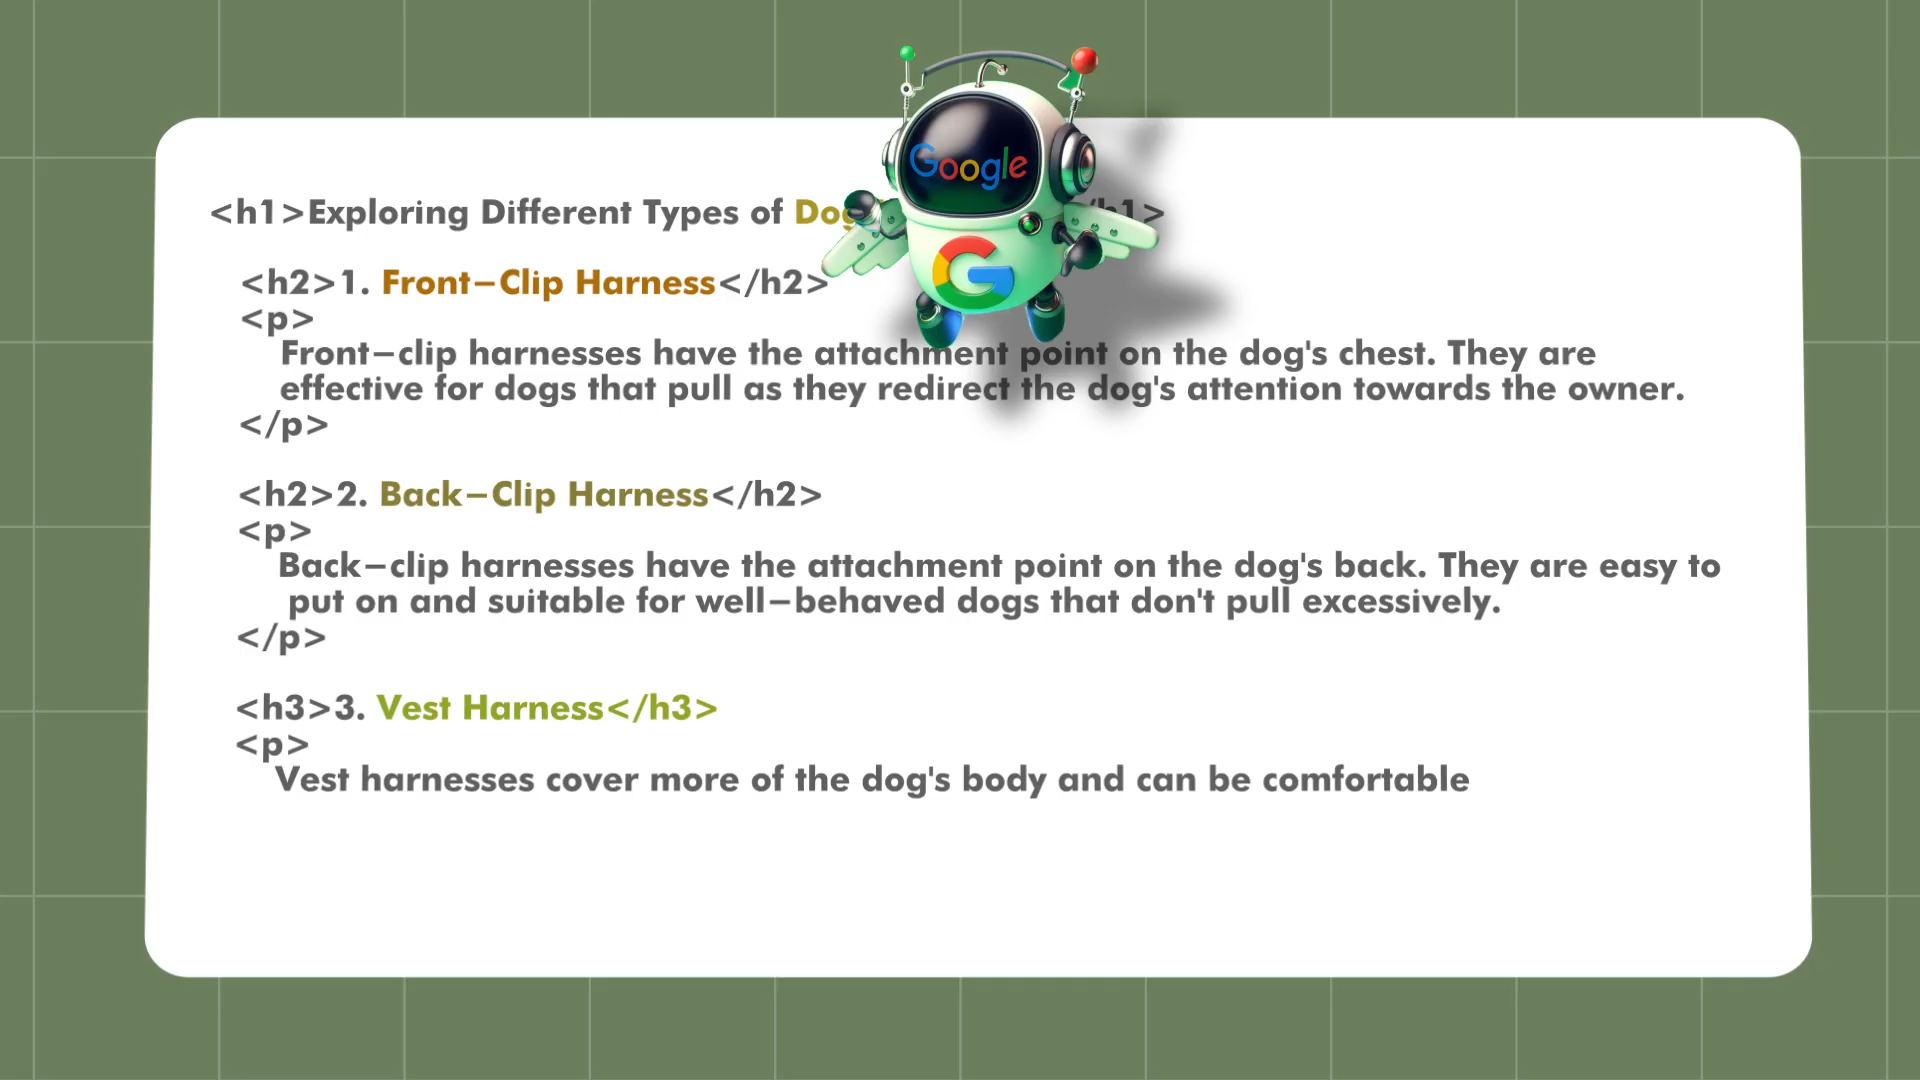 Google
<h1>Exploring Different Types of Dog /h1>
G
<h2>1. Front–Clip Harness</h2>
<p>
Front–clip harnesses have the attachment point on the dog's chest. They are
effective for dogs that pull as they redirect the dog's attention towards the owner.
</p>
<h2>2. Back–Clip Harness</h2>
<p>
Back–clip harnesses have the attachment point on the dog's back. They are easy to
put on and suitable for well–behaved dogs that don't pull excessively.
</p>
<h3>3. Vest Harness</h3>
<p>
Vest harnesses cover more of the dog's body and can be comfortable